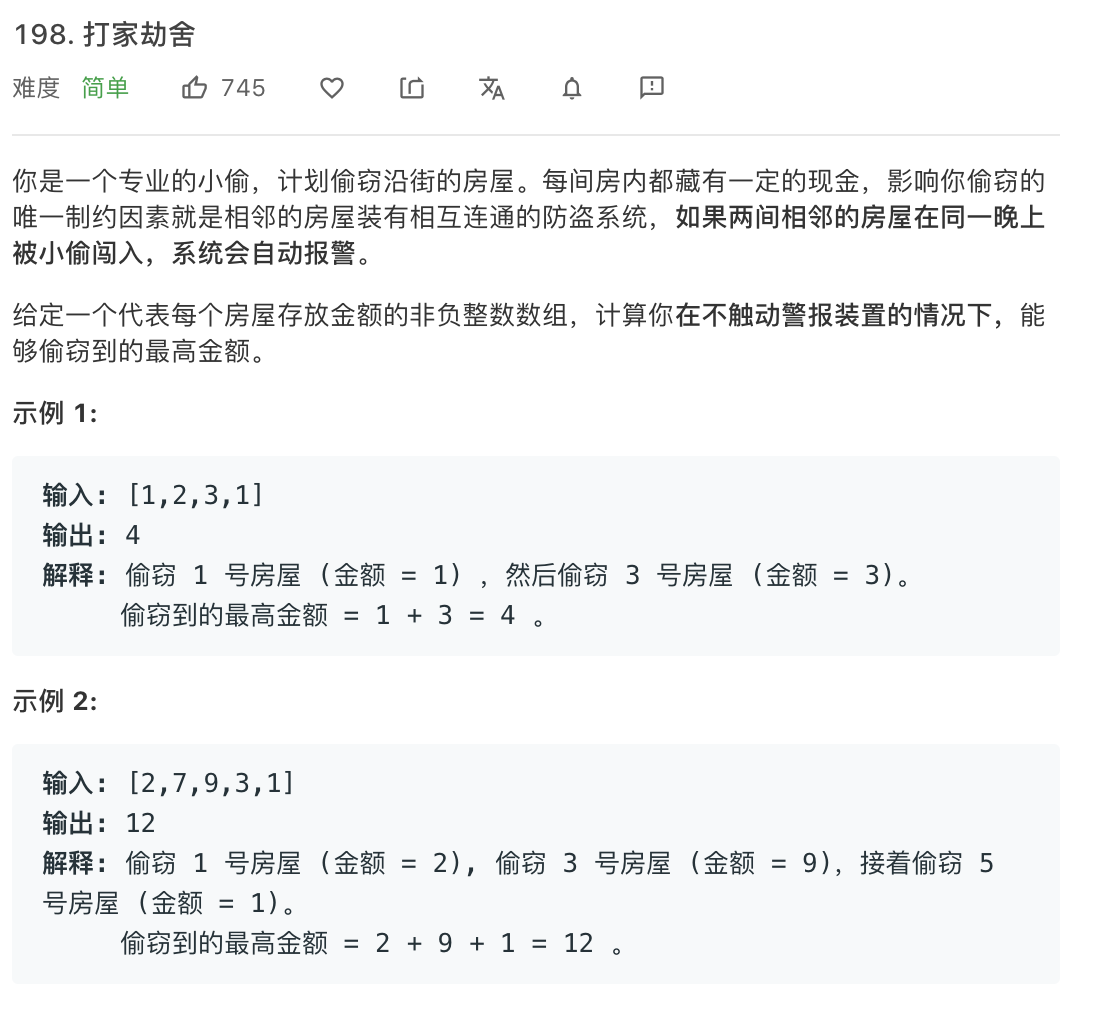 198. 打家劫舍
难度 简单 745
你是一个专业的小偷，计划偷窃沿街的房屋。每间房内都藏有一定的现金，影响你偷窃的
唯一制约因素就是相邻的房屋装有相互连通的防盗系统，如果两间相邻的房屋在同一晚上
被小偷闯入，系统会自动报警。
给定一个代表每个房屋存放金额的非负整数数组，计算你在不触动警报装置的情况下，能
够偷窃到的最高金额。
示例 1:
输入: [1,2,3,1]
输出: 4
解释: 偷窃 1 号房屋 (金额 = 1) ，然后偷窃 3 号房屋 (金额 = 3)。
偷窃到的最高金额 = 1 + 3 = 4 。
示例 2:
输入: [2,7,9,3,1]
输出: 12
解释: 偷窃 1 号房屋 (金额 = 2), 偷窃 3 号房屋 (金额 = 9)，接着偷窃 5
号房屋 (金额 = 1)。
偷窃到的最高金额 = 2 + 9 + 1 = 12 。